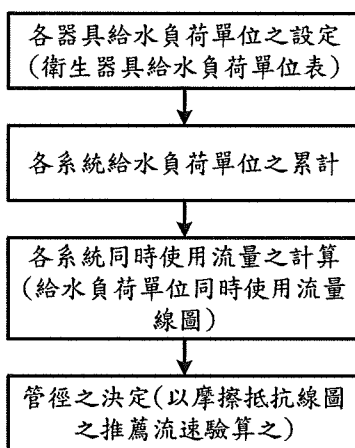 各器具給水負荷單位之設定
(衛生器具給水負荷單位表)
各系統給水負荷單位之累計
各系統同時使用流量之計算
(給水負荷單位同時使用流量
線圖)
管徑之決定(以摩擦抵抗線圖
之推薦流速驗算之)